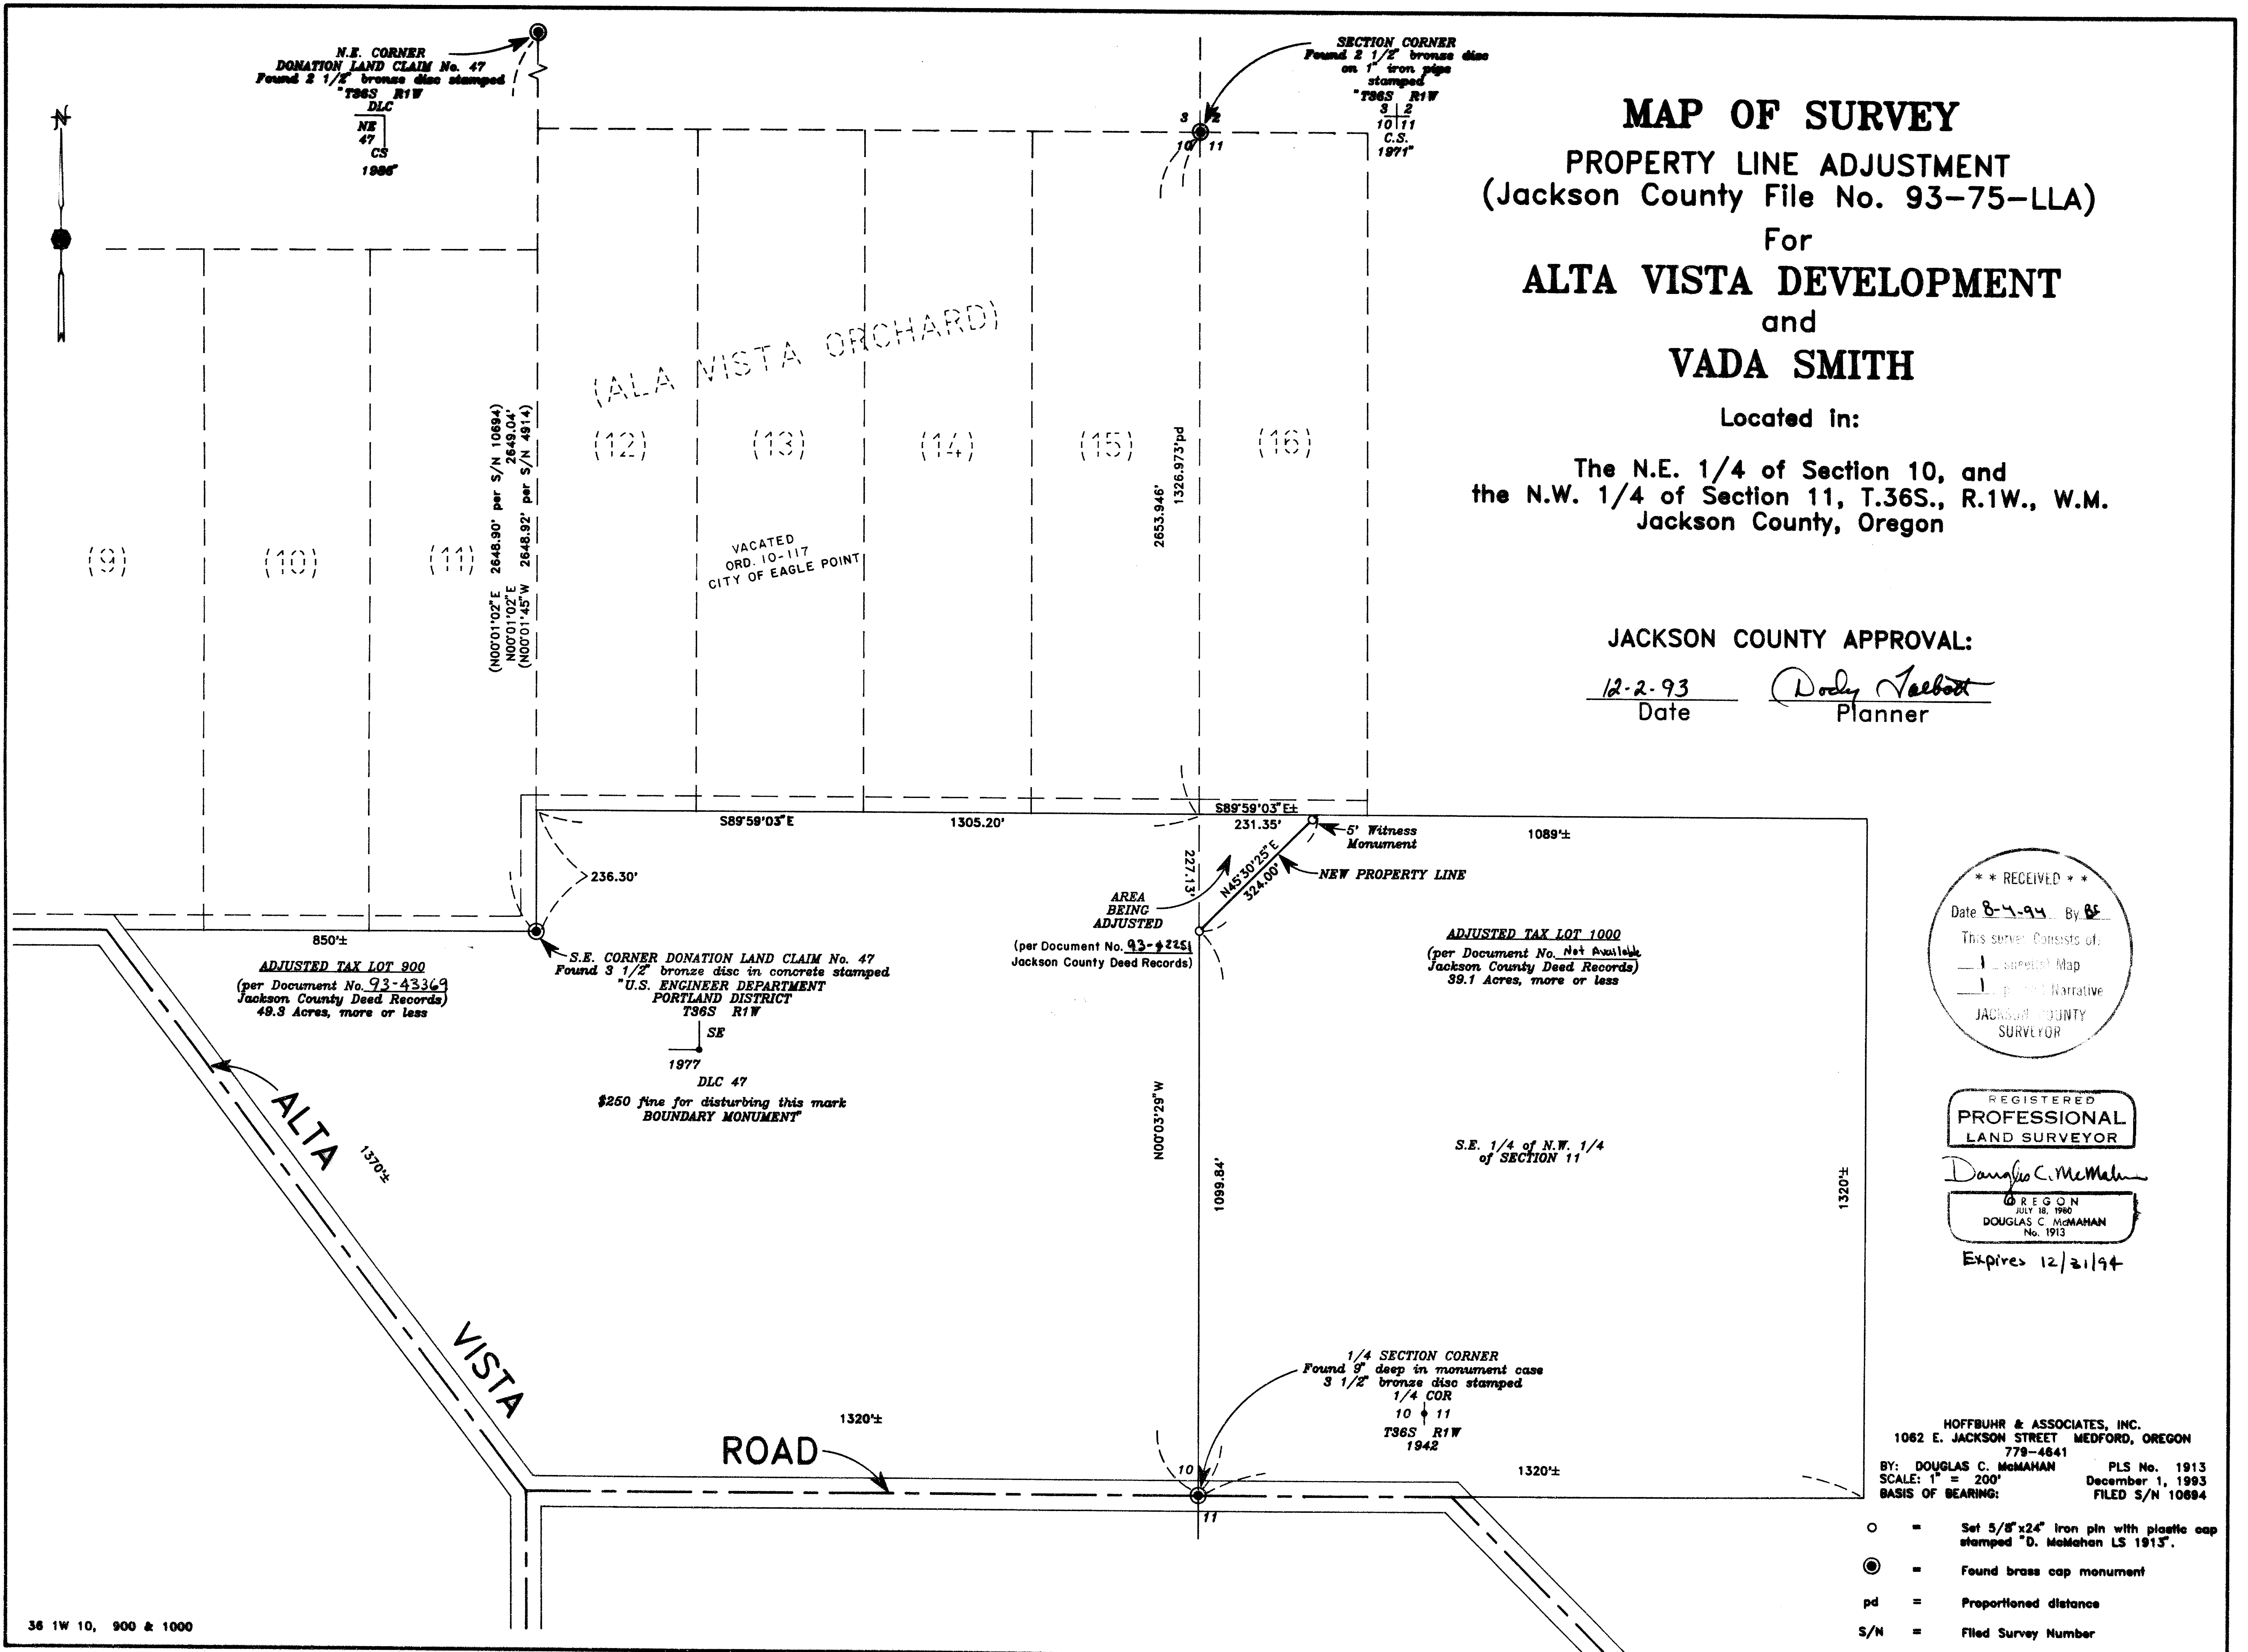 N.E. CORNER
DONATION LAND CLAIM No. 47
Found 2 1/2" bronze disc stamped
"T36S R1W
DLC
NE
47
CS
1986"
N
SECTION CORNER
Found 2 1/2" bronze disc
on 1" iron pipe
stamped
"T36S R1W
3 2
10 11
C.S.
1971"
3 2
10 11
MAP OF SURVEY
PROPERTY LINE ADJUSTMENT
(Jackson County File No. 93-75-LLA)
For
ALTA VISTA DEVELOPMENT
and
VADA SMITH
Located in:
The N.E. 1/4 of Section 10, and
the N.W. 1/4 of Section 11, T.36S., R.1W., W.M.
Jackson County, Oregon
JACKSON COUNTY APPROVAL:
12-2-93 Dody Talbott
Date Planner
(ALA VISTA ORCHARD)
(12) (13) (14) (15) (16)
(9) (10) (11)
VACATED
ORD. 10-117
CITY OF EAGLE POINT
(N00°01'02"E 2648.90' per S/N 10694)
N00°01'02"E 2649.04'
(N00°01'45"W 2648.92' per S/N 4914)
2653.946'
1326.973'pd
S89°59'03"E 1305.20'
S89°59'03"E±
231.35'
1089'±
5' Witness
Monument
236.30'
227.13'
N45°30'25"E
324.00'
NEW PROPERTY LINE
AREA
BEING
ADJUSTED
(per Document No. 93-42251
Jackson County Deed Records)
850'±
ADJUSTED TAX LOT 900
(per Document No. 93-43369
Jackson County Deed Records)
49.3 Acres, more or less
S.E. CORNER DONATION LAND CLAIM No. 47
Found 3 1/2" bronze disc in concrete stamped
"U.S. ENGINEER DEPARTMENT
PORTLAND DISTRICT
T36S R1W
SE
1977
DLC 47
$250 fine for disturbing this mark
BOUNDARY MONUMENT"
ADJUSTED TAX LOT 1000
(per Document No. Not Available
Jackson County Deed Records)
39.1 Acres, more or less
* * RECEIVED * *
Date 8-4-94 By BF
This survey Consists of:
1 sheet(s) Map
1 Narrative
JACKSON COUNTY
SURVEYOR
REGISTERED
PROFESSIONAL
LAND SURVEYOR
Douglas C. McMahan
OREGON
JULY 18, 1980
DOUGLAS C McMAHAN
No. 1913
Expires 12/31/94
N00°03'29"W
1099.84'
S.E. 1/4 of N.W. 1/4
of SECTION 11
1320'±
ALTA
1370'±
VISTA
1320'±
ROAD
1/4 SECTION CORNER
Found 9" deep in monument case
3 1/2" bronze disc stamped
1/4 COR
10 11
T36S R1W
1942
10
11
1320'±
HOFFBUHR & ASSOCIATES, INC.
1062 E. JACKSON STREET MEDFORD, OREGON
779-4641
BY: DOUGLAS C. McMAHAN PLS No. 1913
SCALE: 1" = 200' December 1, 1993
BASIS OF BEARING: FILED S/N 10694
= Set 5/8"x24" iron pin with plastic cap
stamped "D. McMahan LS 1913".
= Found brass cap monument
pd = Proportioned distance
S/N = Filed Survey Number
36 1W 10, 900 & 1000